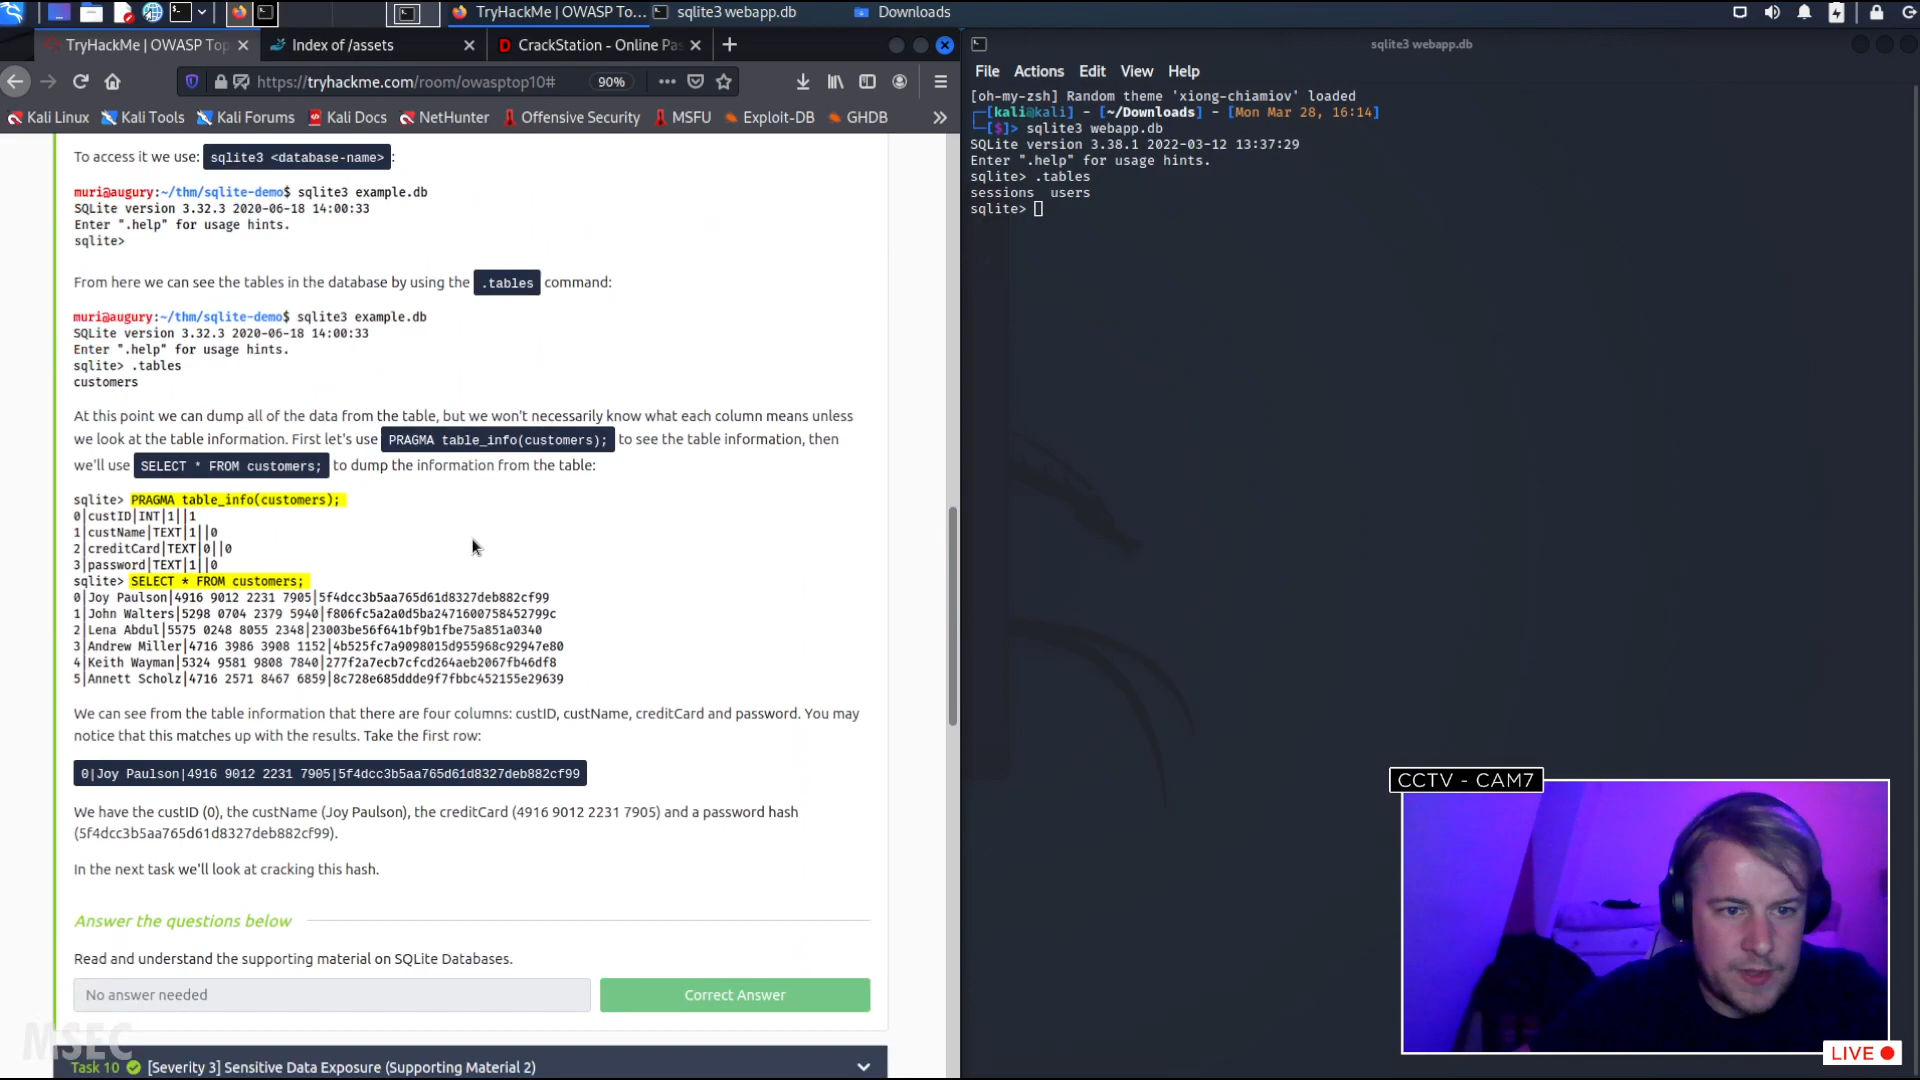 TryHackMe | OWASP To...
sqlite3 webapp.db
Downloads
TryHackMe | OWASP Top
Index of /assets
CrackStation - Online Pa
https://tryhackme.com/room/owasptop10#
90%
Kali Linux
Kali Tools
Kali Forums
Kali Docs
NetHunter
Offensive Security
MSFU
Exploit-DB
GHDB
To access it we use: sqlite3 <database-name>:
muri@augury:~/thm/sqlite-demo$ sqlite3 example.db
SQLite version 3.32.3 2020-06-18 14:00:33
Enter ".help" for usage hints.
sqlite>
From here we can see the tables in the database by using the .tables command:
muri@augury:~/thm/sqlite-demo$ sqlite3 example.db
SQLite version 3.32.3 2020-06-18 14:00:33
Enter ".help" for usage hints.
sqlite> .tables
customers
At this point we can dump all of the data from the table, but we won't necessarily know what each column means unless
we look at the table information. First let's use PRAGMA table_info(customers); to see the table information, then
we'll use SELECT * FROM customers; to dump the information from the table:
sqlite> PRAGMA table_info(customers);
0|custID|INT|1||1
1|custName|TEXT|1||0
2|creditCard|TEXT|0||0
3|password|TEXT|1||0
sqlite> SELECT * FROM customers;
0|Joy Paulson|4916 9012 2231 7905|5f4dcc3b5aa765d61d8327deb882cf99
1|John Walters|5298 0704 2379 5940|f806fc5a2a0d5ba2471600758452799c
2|Lena Abdul|5575 0248 8055 2348|23003be56f641bf9b1fbe75a851a0340
3|Andrew Miller|4716 3986 3908 1152|4b525fc7a9098015d955968c92947e80
4|Keith Wayman|5324 9581 9808 7840|277f2a7ecb7cfcd264aeb2067fb46df8
5|Annett Scholz|4716 2571 8467 6859|8c728e685ddde9f7fbbc452155e29639
We can see from the table information that there are four columns: custID, custName, creditCard and password. You may
notice that this matches up with the results. Take the first row:
0|Joy Paulson|4916 9012 2231 7905|5f4dcc3b5aa765d61d8327deb882cf99
We have the custID (0), the custName (Joy Paulson), the creditCard (4916 9012 2231 7905) and a password hash
(5f4dcc3b5aa765d61d8327deb882cf99).
In the next task we'll look at cracking this hash.
Answer the questions below
Read and understand the supporting material on SQLite Databases.
No answer needed
Correct Answer
MSEC
Task 10 [Severity 3] Sensitive Data Exposure (Supporting Material 2)
sqlite3 webapp.db
File Actions Edit View Help
[oh-my-zsh] Random theme 'xiong-chiamiov' loaded
[kali@kali] - [~/Downloads] - [Mon Mar 28, 16:14]
[$]> sqlite3 webapp.db
SQLite version 3.38.1 2022-03-12 13:37:29
Enter ".help" for usage hints.
sqlite> .tables
sessions users
sqlite>
CCTV - CAM7
LIVE